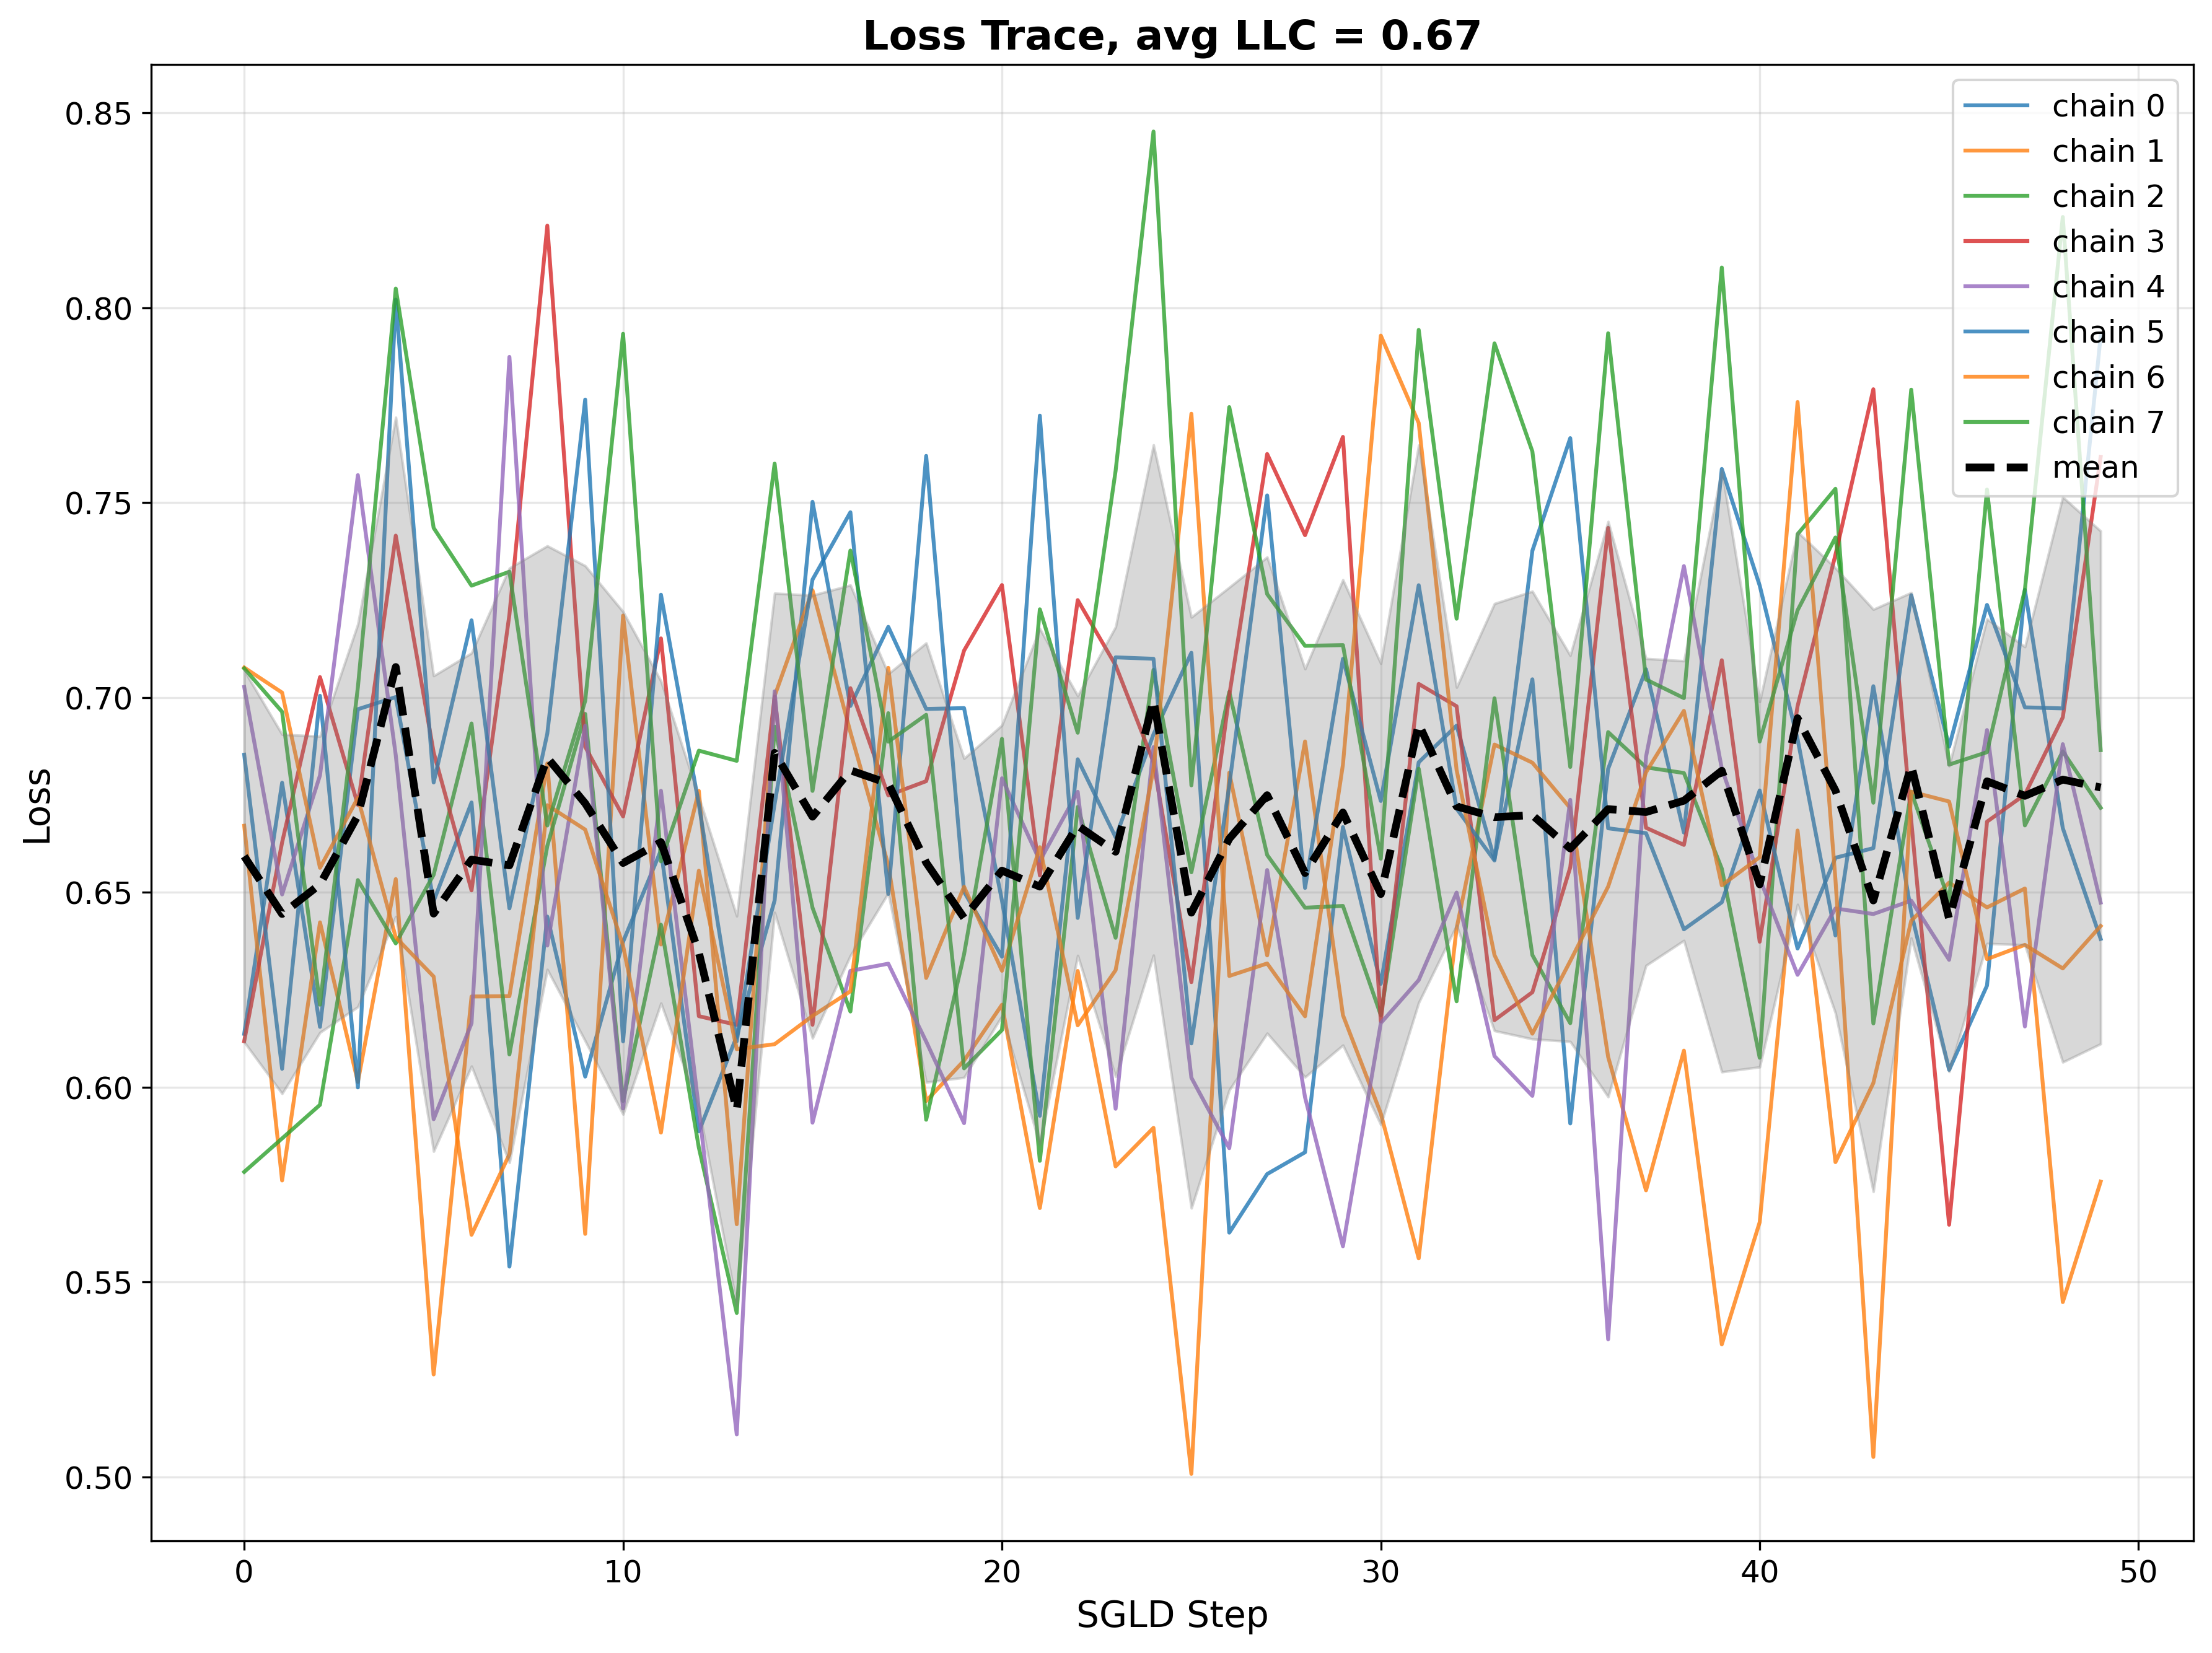 Loss Trace, avg LLC = 0.67
0.85
0.80
0.75
0.70
0.65
0.60
0.55
0.50
Loss
0
10
20
30
40
50
SGLD Step
chain 0
chain 1
chain 2
chain 3
chain 4
chain 5
chain 6
chain 7
mean